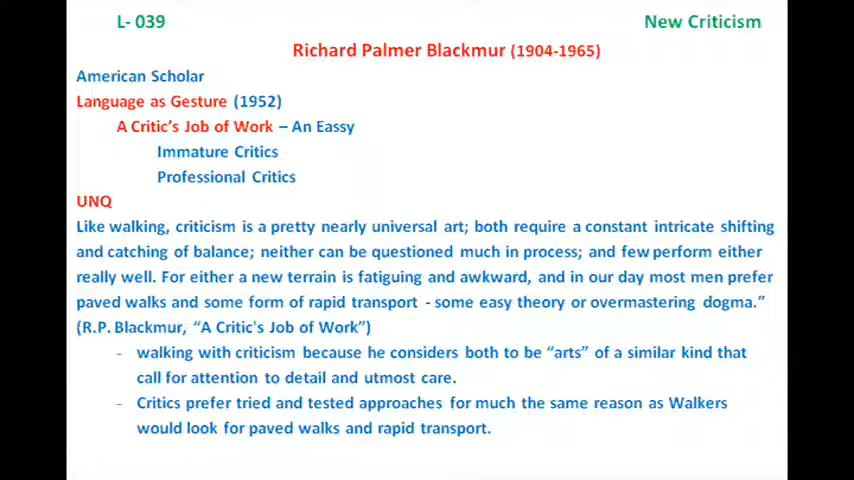 L- 039 New Criticism
Richard Palmer Blackmur (1904-1965)
American Scholar
Language as Gesture (1952)
A Critic's Job of Work – An Eassy
Immature Critics
Professional Critics
UNQ
Like walking, criticism is a pretty nearly universal art; both require a constant intricate shifting
and catching of balance; neither can be questioned much in process; and few perform either
really well. For either a new terrain is fatiguing and awkward, and in our day most men prefer
paved walks and some form of rapid transport - some easy theory or overmastering dogma.”
(R.P. Blackmur, “A Critic's Job of Work”)
- walking with criticism because he considers both to be “arts” of a similar kind that
call for attention to detail and utmost care.
- Critics prefer tried and tested approaches for much the same reason as Walkers
would look for paved walks and rapid transport.